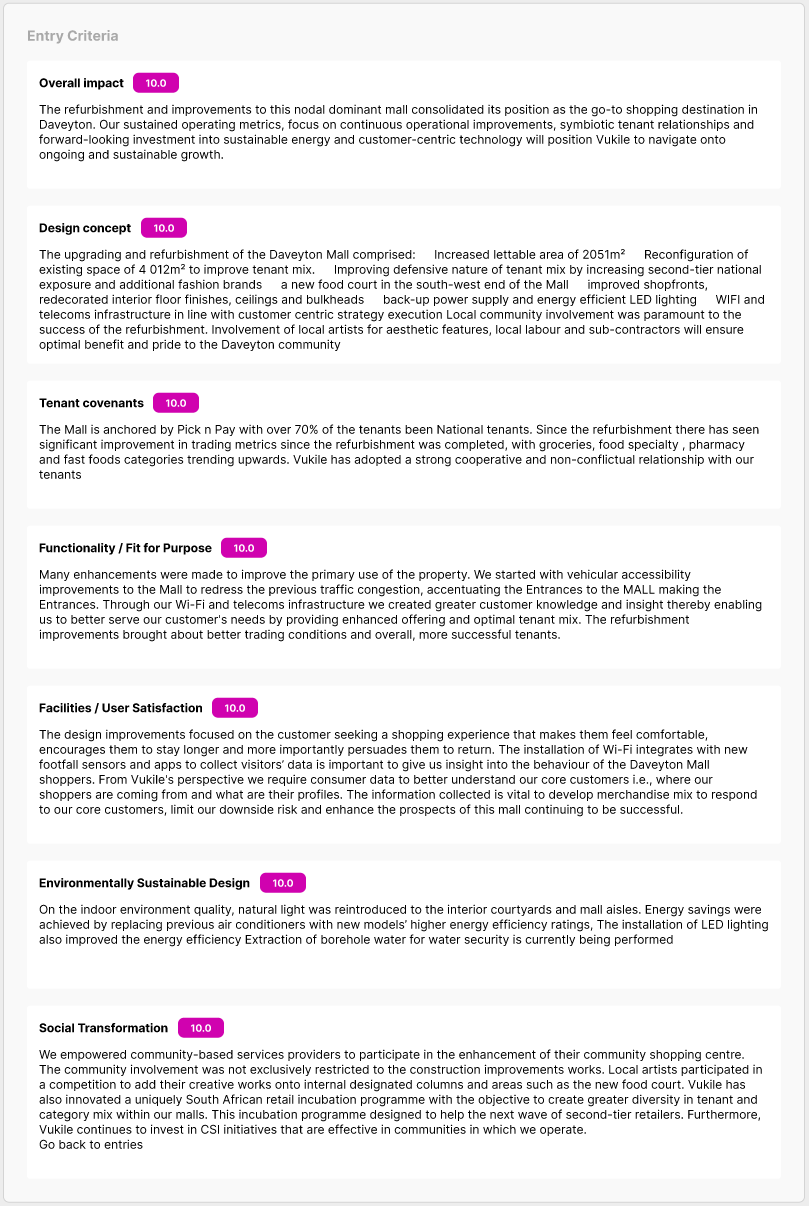 Entry Criteria
Overall impact 10.0
The refurbishment and improvements to this nodal dominant mall consolidated its position as the go-to shopping destination in
Daveyton. Our sustained operating metrics, focus on continuous operational improvements, symbiotic tenant relationships and
forward-looking investment into sustainable energy and customer-centric technology will position Vukile to navigate onto
ongoing and sustainable growth.
Design concept 10.0
The upgrading and refurbishment of the Daveyton Mall comprised: Increased lettable area of 2051m² Reconfiguration of
existing space of 4 012m² to improve tenant mix. Improving defensive nature of tenant mix by increasing second-tier national
exposure and additional fashion brands a new food court in the south-west end of the Mall improved shopfronts,
redecorated interior floor finishes, ceilings and bulkheads back-up power supply and energy efficient LED lighting WIFI and
telecoms infrastructure in line with customer centric strategy execution Local community involvement was paramount to the
success of the refurbishment. Involvement of local artists for aesthetic features, local labour and sub-contractors will ensure
optimal benefit and pride to the Daveyton community
Tenant covenants 10.0
The Mall is anchored by Pick n Pay with over 70% of the tenants been National tenants. Since the refurbishment there has seen
significant improvement in trading metrics since the refurbishment was completed, with groceries, food specialty , pharmacy
and fast foods categories trending upwards. Vukile has adopted a strong cooperative and non-conflictual relationship with our
tenants
Functionality / Fit for Purpose 10.0
Many enhancements were made to improve the primary use of the property. We started with vehicular accessibility
improvements to the Mall to redress the previous traffic congestion, accentuating the Entrances to the MALL making the
Entrances. Through our Wi-Fi and telecoms infrastructure we created greater customer knowledge and insight thereby enabling
us to better serve our customer's needs by providing enhanced offering and optimal tenant mix. The refurbishment
improvements brought about better trading conditions and overall, more successful tenants.
Facilities / User Satisfaction 10.0
The design improvements focused on the customer seeking a shopping experience that makes them feel comfortable,
encourages them to stay longer and more importantly persuades them to return. The installation of Wi-Fi integrates with new
footfall sensors and apps to collect visitors’ data is important to give us insight into the behaviour of the Daveyton Mall
shoppers. From Vukile's perspective we require consumer data to better understand our core customers i.e., where our
shoppers are coming from and what are their profiles. The information collected is vital to develop merchandise mix to respond
to our core customers, limit our downside risk and enhance the prospects of this mall continuing to be successful.
Environmentally Sustainable Design 10.0
On the indoor environment quality, natural light was reintroduced to the interior courtyards and mall aisles. Energy savings were
achieved by replacing previous air conditioners with new models’ higher energy efficiency ratings, The installation of LED lighting
also improved the energy efficiency Extraction of borehole water for water security is currently being performed
Social Transformation 10.0
We empowered community-based services providers to participate in the enhancement of their community shopping centre.
The community involvement was not exclusively restricted to the construction improvements works. Local artists participated in
a competition to add their creative works onto internal designated columns and areas such as the new food court. Vukile has
also innovated a uniquely South African retail incubation programme with the objective to create greater diversity in tenant and
category mix within our malls. This incubation programme designed to help the next wave of second-tier retailers. Furthermore,
Vukile continues to invest in CSI initiatives that are effective in communities in which we operate.
Go back to entries